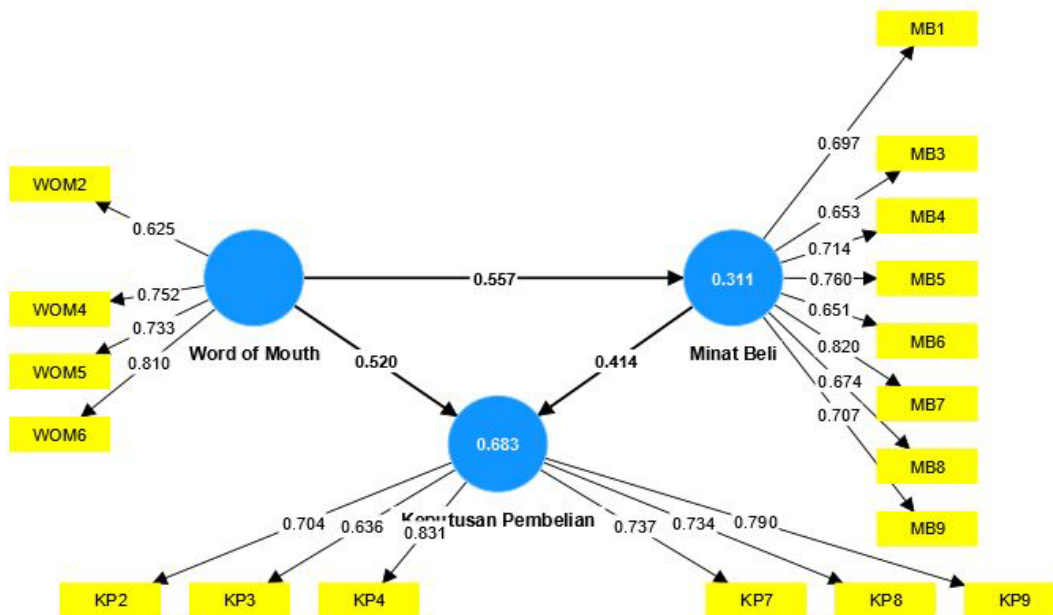 MB1
0.697
MB3
WOM2
0.653
MB4
0.625
0.714
0.557
0.311
0.760
MB5
WOM4
0.752
0.651
0.733
MB6
Word of Mouth
Minat Beli
0.820
WOM5
0.810
0.520
0.414
0.674
MB7
0.707
WOM6
0.683
MB8
Keputusan Pembelian
0.704
0.636
0.831
0.737
0.734
0.790
MB9
KP2
KP3
KP4
KP7
KP8
KP9